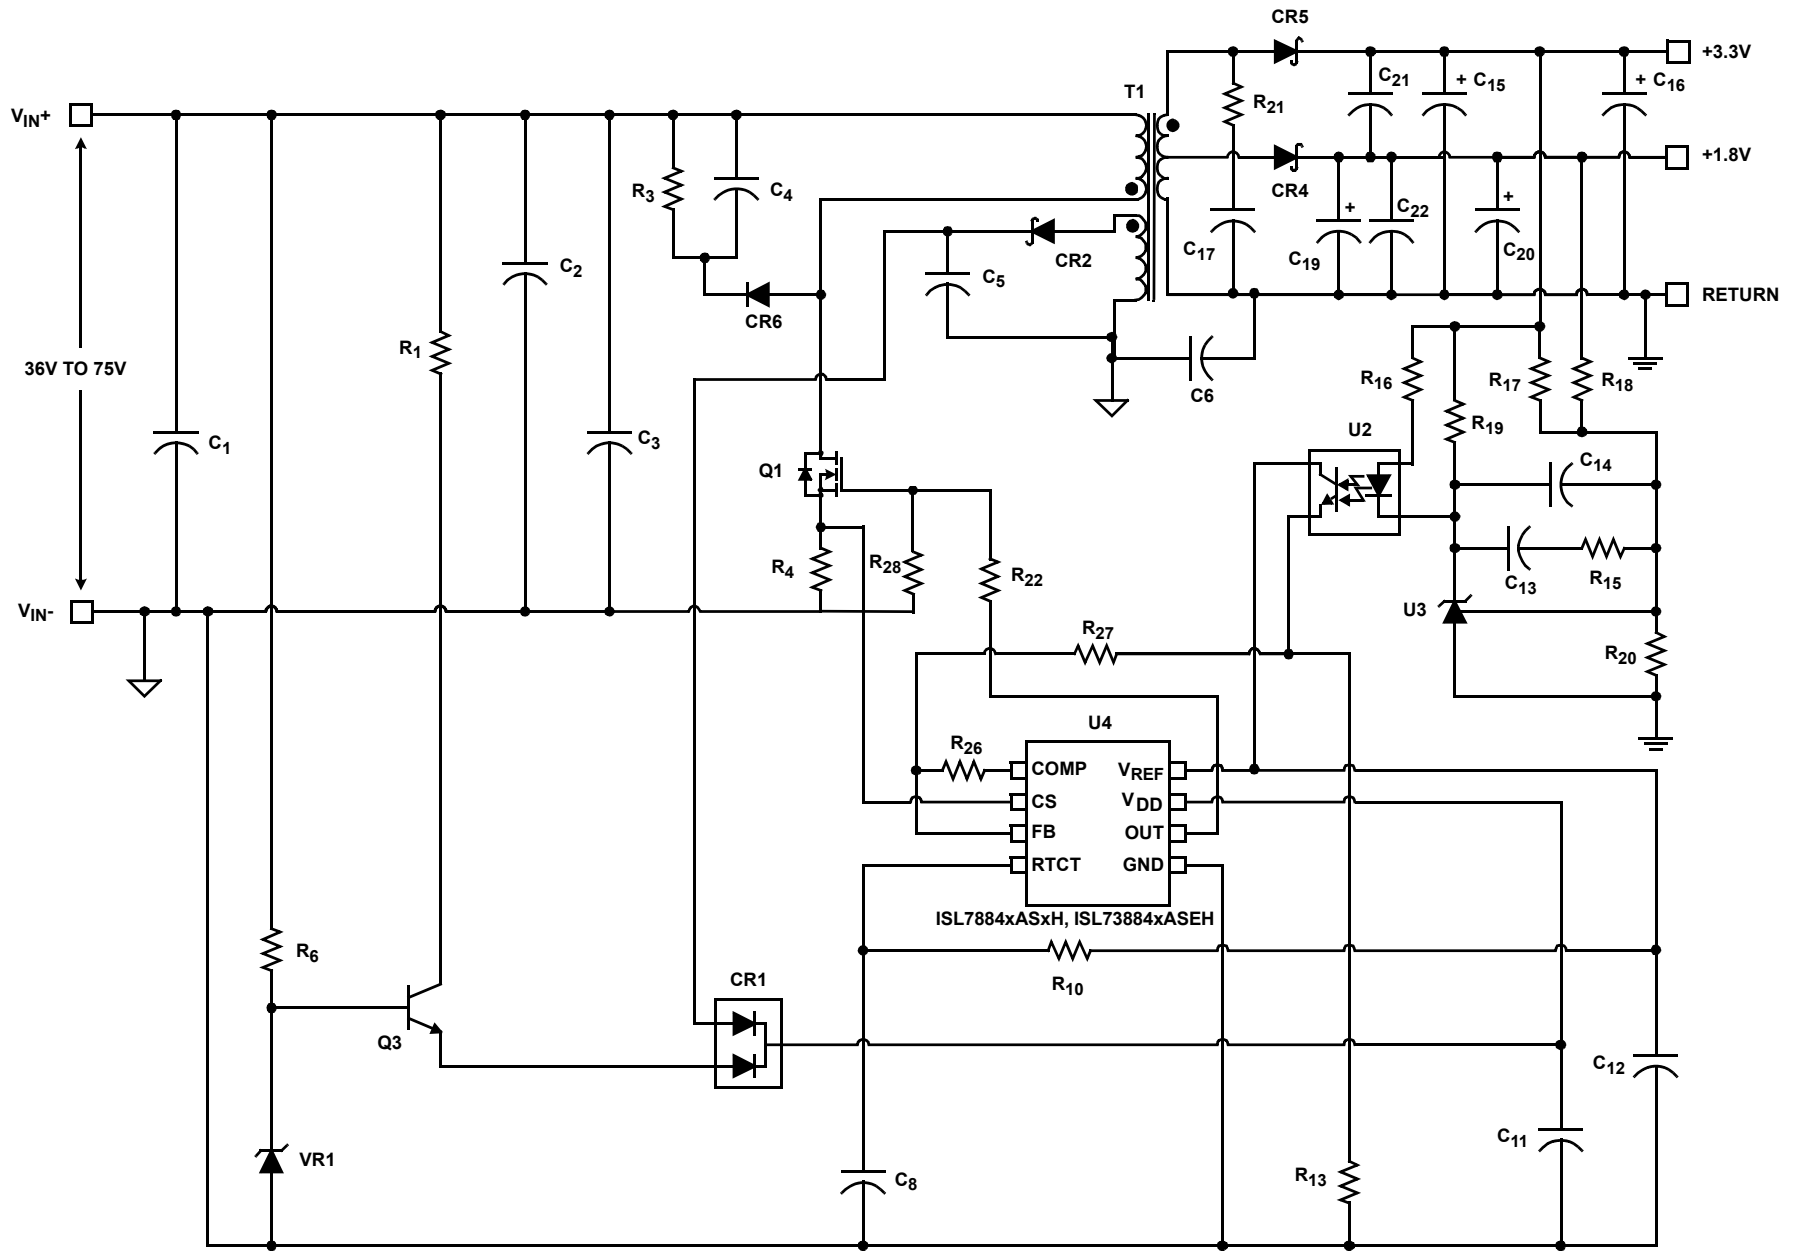 CR5
+3.3V
C21
+ C15
+ C16
T1
R21
VIN+
+1.8V
R3
C4
CR4
+
C22
+
C17
C19
C20
CR2
C2
C5
CR6
RETURN
R1
36V TO 75V
C6
R16
R17
R18
R19
U2
C1
C3
Q1
C14
R4
R28
R22
C13
R15
VIN-
U3
R27
R20
U4
R26
COMP
VREF
CS
VDD
FB
OUT
RTCT
GND
ISL7884xASxH, ISL73884xASEH
R6
R10
CR1
Q3
C12
C11
VR1
C8
R13